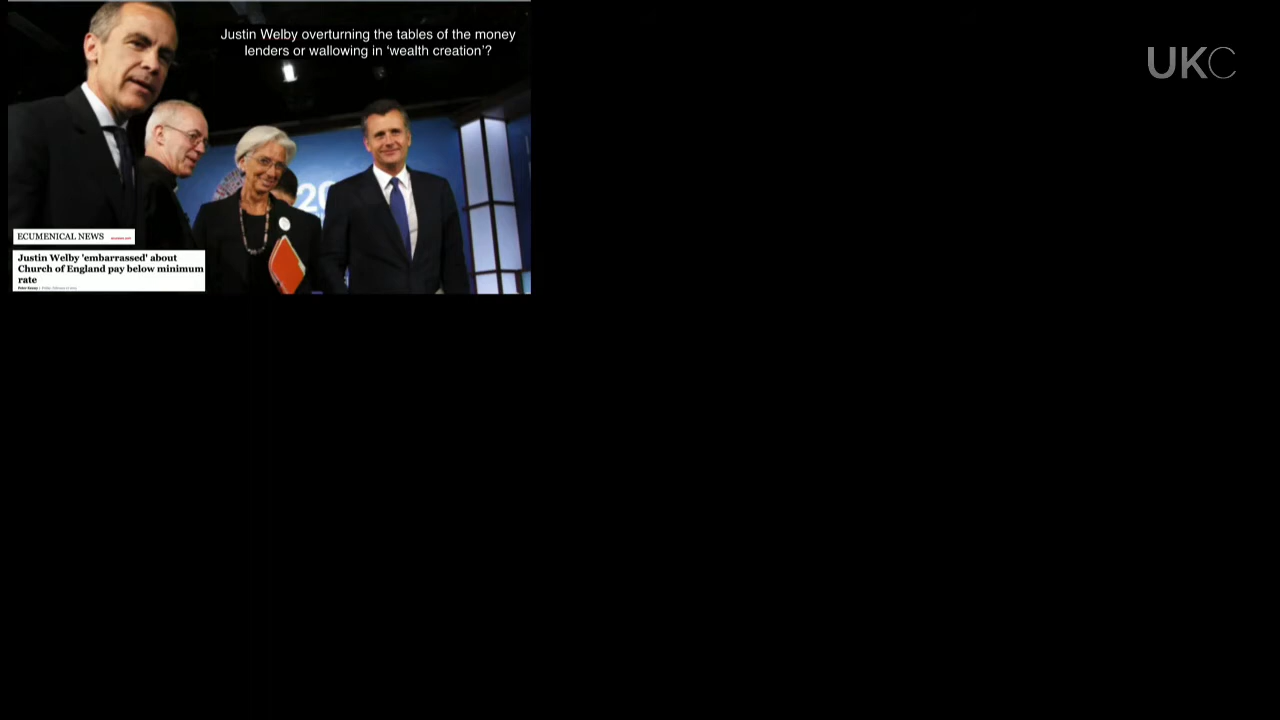 Justin Welby overturning the tables of the money
lenders or wallowing in ‘wealth creation’?
UKC
20
ECUMENICAL NEWS
Justin Welby 'embarrassed' about
Church of England pay below minimum
rate